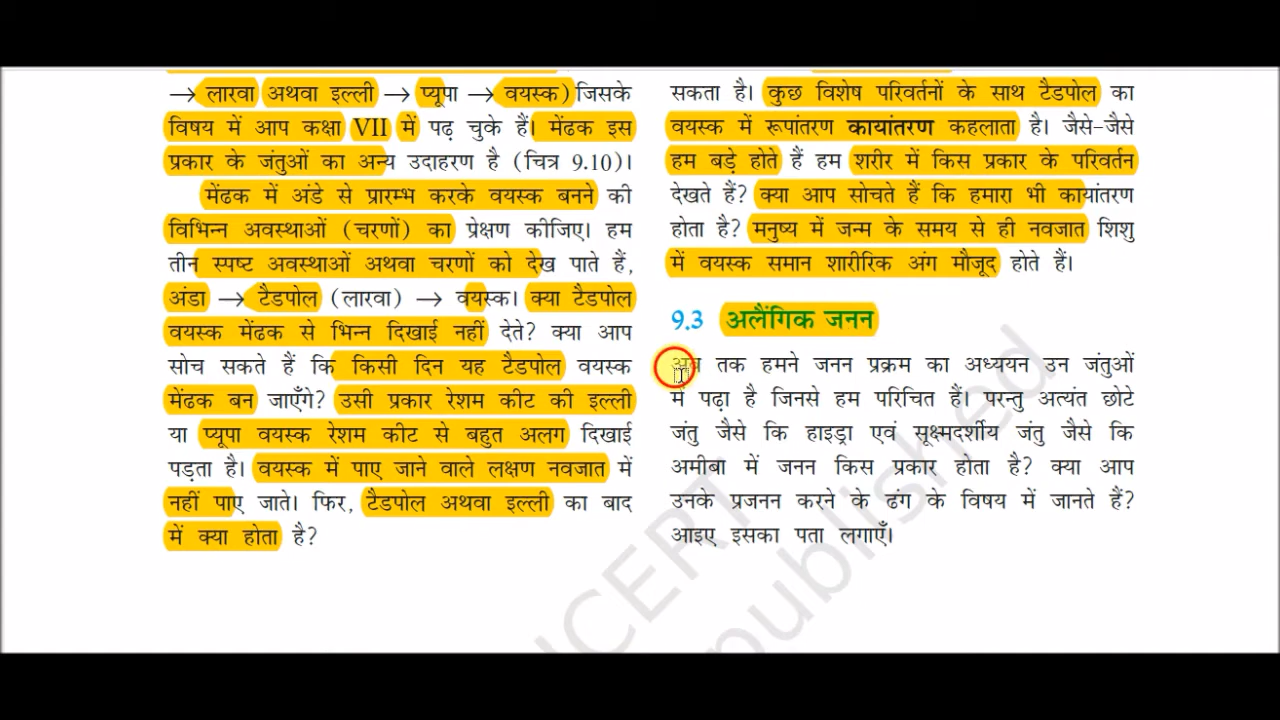 → लारवा अथवा इल्ली → प्यूपा → वयस्क) जिसके
विषय में आप कक्षा VII में पढ़ चुके हैं। मेंढक इस
प्रकार के जंतुओं का अन्य उदाहरण है (चित्र 9.10)।
मेंढक में अंडे से प्रारम्भ करके वयस्क बनने की
विभिन्न अवस्थाओं (चरणों) का प्रेक्षण कीजिए। हम
तीन स्पष्ट अवस्थाओं अथवा चरणों को देख पाते हैं,
अंडा → टैडपोल (लारवा) → वयस्क। क्या टैडपोल
वयस्क मेंढक से भिन्न दिखाई नहीं देते? क्या आप
सोच सकते हैं कि किसी दिन यह टैडपोल वयस्क
मेंढक बन जाएँगे? उसी प्रकार रेशम कीट की इल्ली
या प्यूपा वयस्क रेशम कीट से बहुत अलग दिखाई
पड़ता है। वयस्क में पाए जाने वाले लक्षण नवजात में
नहीं पाए जाते। फिर, टैडपोल अथवा इल्ली का बाद
में क्या होता है?
सकता है। कुछ विशेष परिवर्तनों के साथ टैडपोल का
वयस्क में रूपांतरण कायांतरण कहलाता है। जैसे-जैसे
हम बड़े होते हैं हम शरीर में किस प्रकार के परिवर्तन
देखते हैं? क्या आप सोचते हैं कि हमारा भी कायांतरण
होता है? मनुष्य में जन्म के समय से ही नवजात शिशु
में वयस्क समान शारीरिक अंग मौजूद होते हैं।
9.3 अलैंगिक जनन
अब तक हमने जनन प्रक्रम का अध्ययन उन जंतुओं
में पढ़ा है जिनसे हम परिचित हैं। परन्तु अत्यंत छोटे
जंतु जैसे कि हाइड्रा एवं सूक्ष्मदर्शीय जंतु जैसे कि
अमीबा में जनन किस प्रकार होता है? क्या आप
उनके प्रजनन करने के ढंग के विषय में जानते हैं?
आइए इसका पता लगाएँ।
NCERT
published